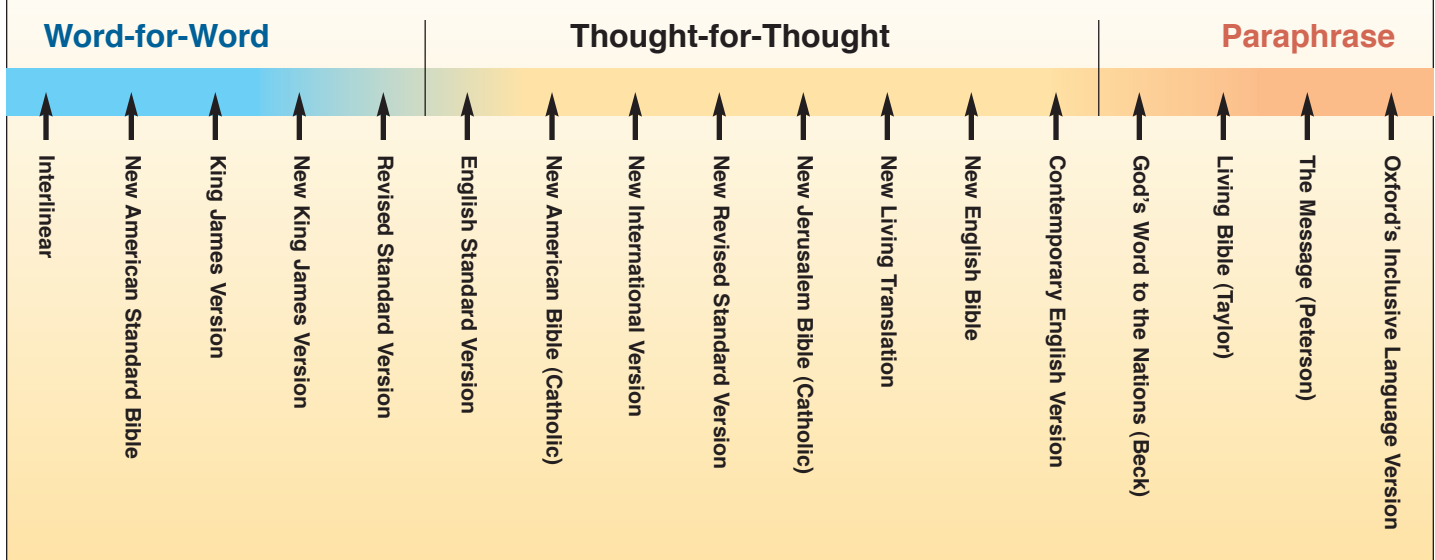 Word-for-Word
Thought-for-Thought
Paraphrase
Interlinear
New American Standard Bible
King James Version
New King James Version
Revised Standard Version
English Standard Version
New American Bible (Catholic)
New International Version
New Revised Standard Version
New Jerusalem Bible (Catholic)
New Living Translation
New English Bible
Contemporary English Version
God's Word to the Nations (Beck)
Living Bible (Taylor)
The Message (Peterson)
Oxford's Inclusive Language Version